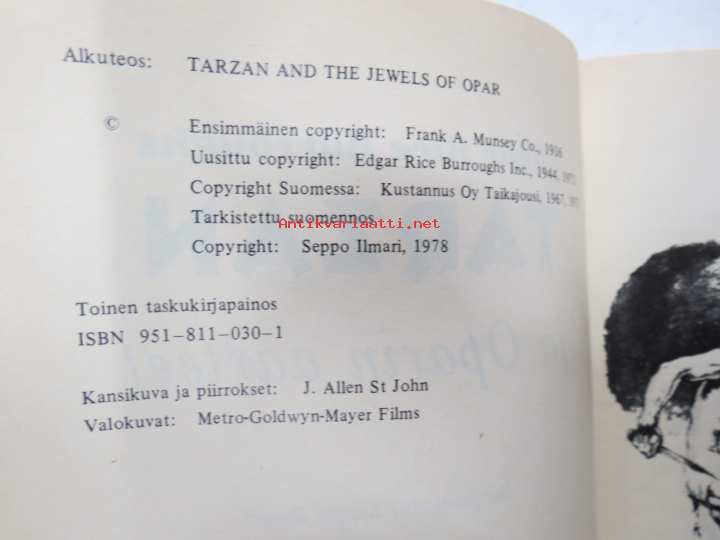 Alkuteos: TARZAN AND THE JEWELS OF OPAR
© Ensimmäinen copyright: Frank A. Munsey Co., 1916
Uusittu copyright: Edgar Rice Burroughs Inc., 1944,
Copyright Suomessa: Kustannus Oy Taikajousi, 1967,
Tarkistettu suomennos
Antikvariaatti.net
Copyright: Seppo Ilmari, 1978
Toinen taskukirjapainos
ISBN 951-811-030-1
Kansikuva ja piirrokset: J. Allen St John
Valokuvat: Metro-Goldwyn-Mayer Films